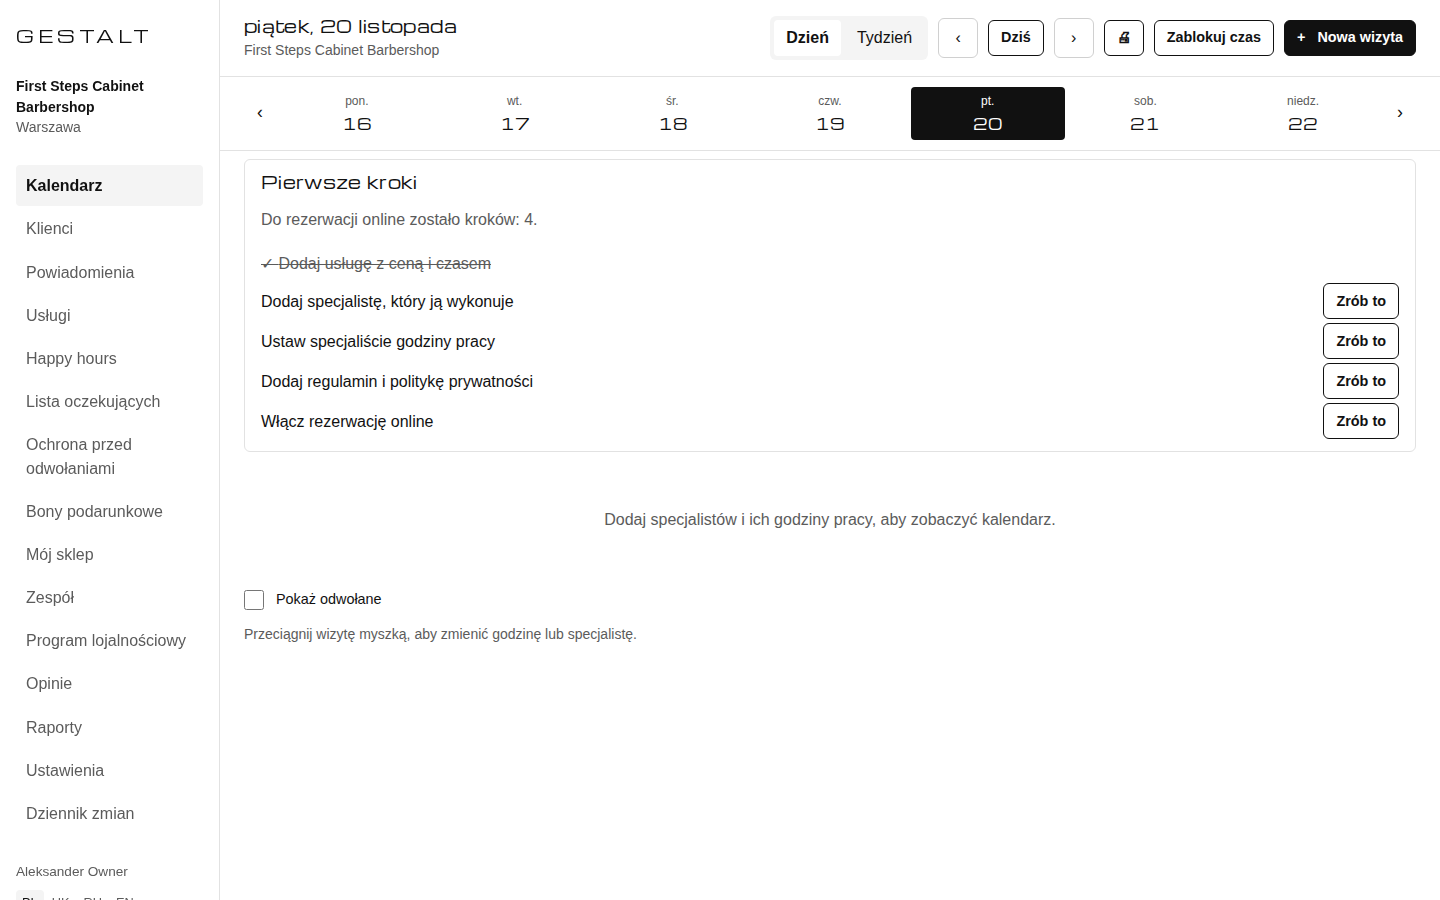 GESTALT
First Steps Cabinet
Barbershop
Warszawa
Kalendarz
Klienci
Powiadomienia
Usługi
Happy hours
Lista oczekujących
Ochrona przed
odwołaniami
Bony podarunkowe
Mój sklep
Zespół
Program lojalnościowy
Opinie
Raporty
Ustawienia
Dziennik zmian
Aleksander Owner
piątek, 20 listopada
First Steps Cabinet Barbershop
Dzień Tydzień ‹ Dziś › Zablokuj czas + Nowa wizyta
‹ pon. wt. śr. czw. pt. sob. niedz. ›
16 17 18 19 20 21 22
Pierwsze kroki
Do rezerwacji online zostało kroków: 4.
✓ Dodaj usługę z ceną i czasem
Dodaj specjalistę, który ją wykonuje Zrób to
Ustaw specjaliście godziny pracy Zrób to
Dodaj regulamin i politykę prywatności Zrób to
Włącz rezerwację online Zrób to
Dodaj specjalistów i ich godziny pracy, aby zobaczyć kalendarz.
Pokaż odwołane
Przeciągnij wizytę myszką, aby zmienić godzinę lub specjalistę.